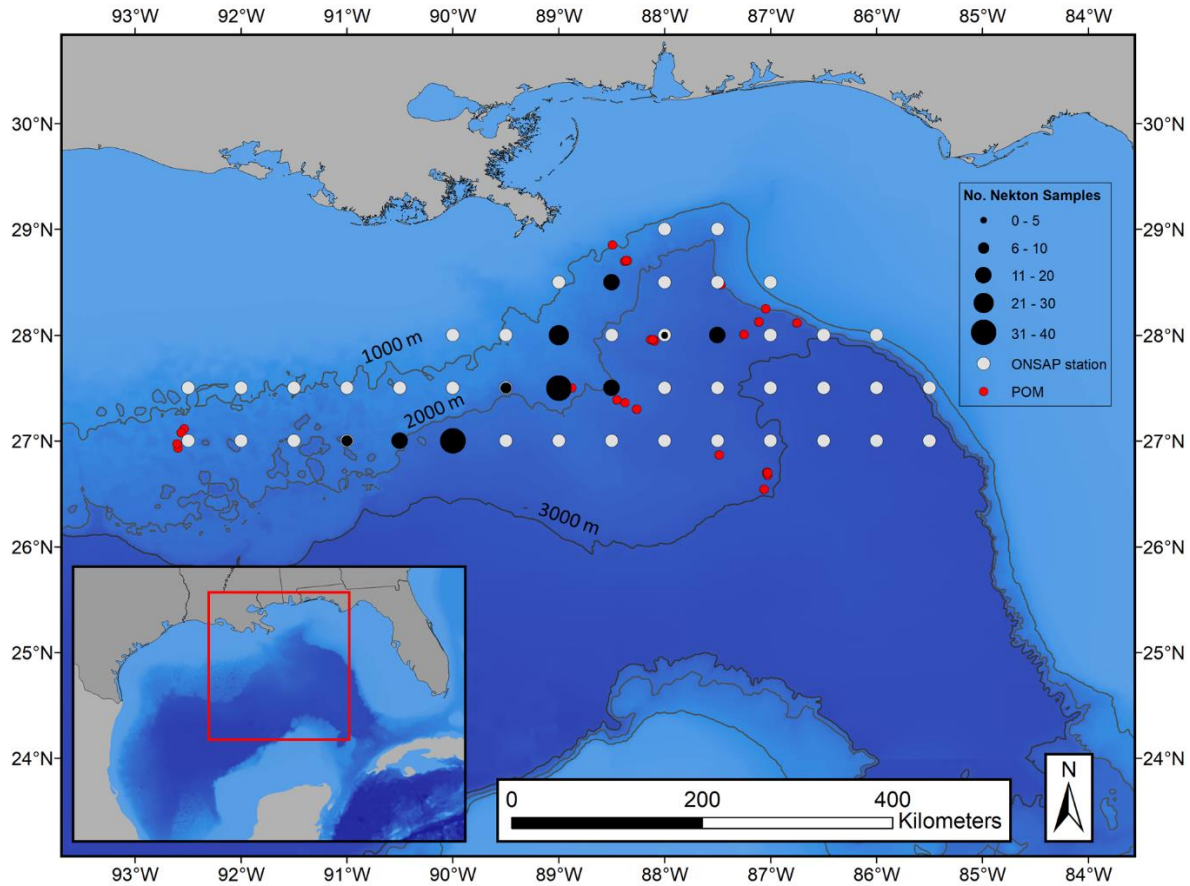 93°W 92°W 91°W 90°W 89°W 88°W 87°W 86°W 85°W 84°W
30°N 30°N
No. Nekton Samples
0 - 5
6 - 10
11 - 20
21 - 30
31 - 40
ONSAP station
POM
29°N 29°N
28°N 28°N
1000 m
2000 m
27°N 27°N
3000 m
26°N 26°N
25°N 25°N
24°N 24°N
N
0 200 400
Kilometers
93°W 92°W 91°W 90°W 89°W 88°W 87°W 86°W 85°W 84°W